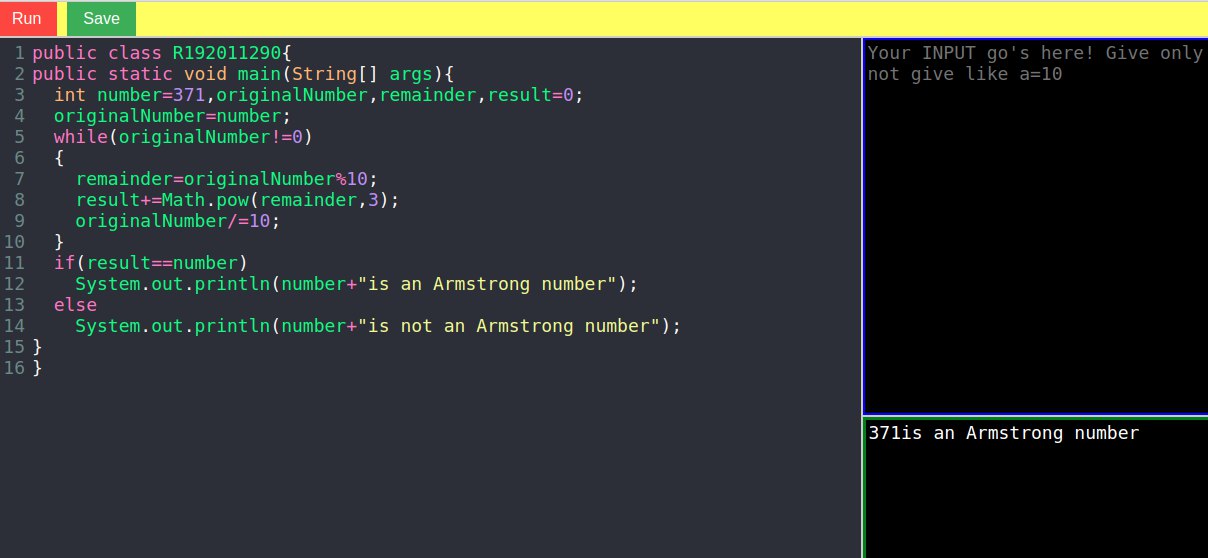 Run Save
1 public class R192011290{
2 public static void main(String[] args){
3   int number=371,originalNumber,remainder,result=0;
4   originalNumber=number;
5   while(originalNumber!=0)
6   {
7     remainder=originalNumber%10;
8     result+=Math.pow(remainder,3);
9     originalNumber/=10;
10   }
11   if(result==number)
12     System.out.println(number+"is an Armstrong number");
13   else
14     System.out.println(number+"is not an Armstrong number");
15 }
16 }
Your INPUT go's here! Give only
not give like a=10
371is an Armstrong number